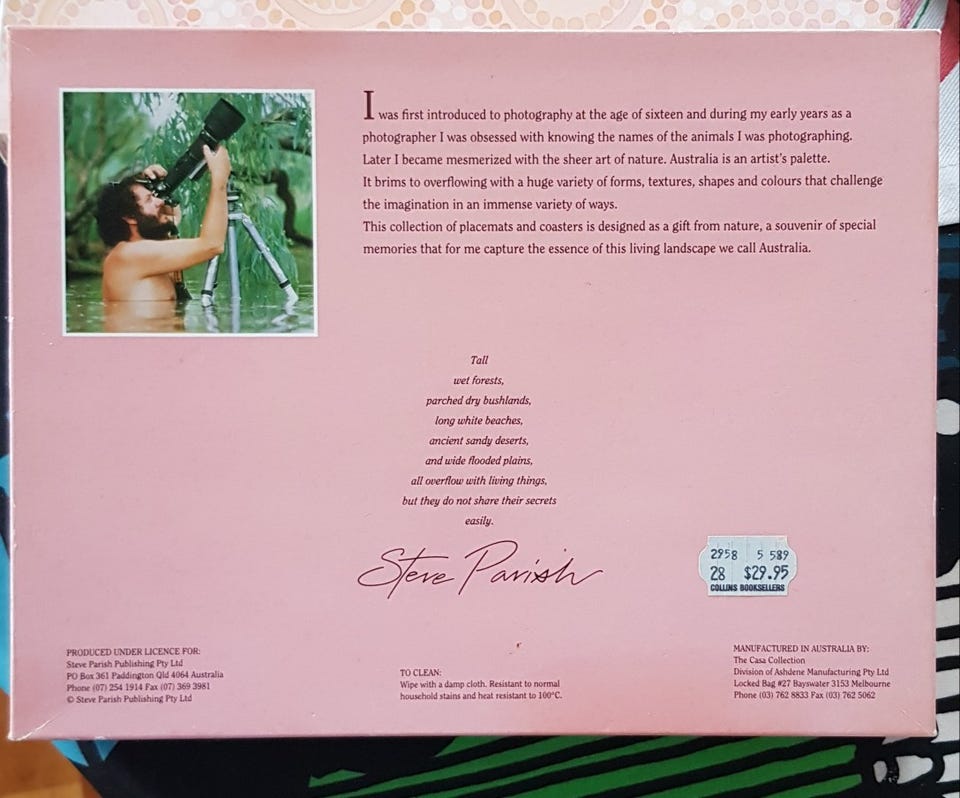 I was first introduced to photography at the age of sixteen and during my early years as a
photographer I was obsessed with knowing the names of the animals I was photographing.
Later I became mesmerized with the sheer art of nature. Australia is an artist's palette.
It brims to overflowing with a huge variety of forms, textures, shapes and colours that challenge
the imagination in an immense variety of ways.
This collection of placemats and coasters is designed as a gift from nature, a souvenir of special
memories that for me capture the essence of this living landscape we call Australia.
Tall
wet forests,
parched dry bushlands,
long white beaches,
ancient sandy deserts,
and wide flooded plains,
all overflow with living things,
but they do not share their secrets
easily.
Steve Parish
2958 5 589
28 $29.95
COLLINS BOOKSELLERS
PRODUCED UNDER LICENCE FOR:
Steve Parish Publishing Pty Ltd
PO Box 361 Paddington Qld 4064 Australia
Phone (07) 254 1914 Fax (07) 369 3981
© Steve Parish Publishing Pty Ltd
TO CLEAN:
Wipe with a damp cloth. Resistant to normal
household stains and heat resistant to 100°C.
MANUFACTURED IN AUSTRALIA BY:
The Casa Collection
Division of Ashdene Manufacturing Pty Ltd
Locked Bag #27 Bayswater 3153 Melbourne
Phone (03) 762 8833 Fax (03) 762 5062